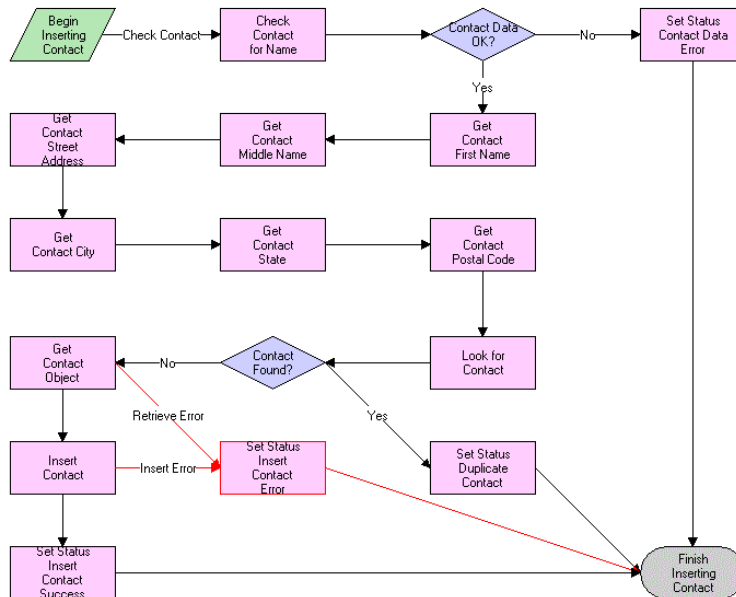 Begin
Inserting
Contact
Check Contact
Check
Contact
for Name
Contact Data
OK?
No
Set Status
Contact Data
Error
Yes
Get
Contact
Street
Address
Get
Contact
Middle Name
Get
Contact
First Name
Get
Contact City
Get
Contact
State
Get
Contact
Postal Code
Get
Contact
Object
No
Contact
Found?
Look for
Contact
Retrieve Error
Yes
Insert
Contact
Insert Error
Set Status
Insert
Contact
Error
Set Status
Duplicate
Contact
Set Status
Insert
Contact
Success
Finish
Inserting
Contact